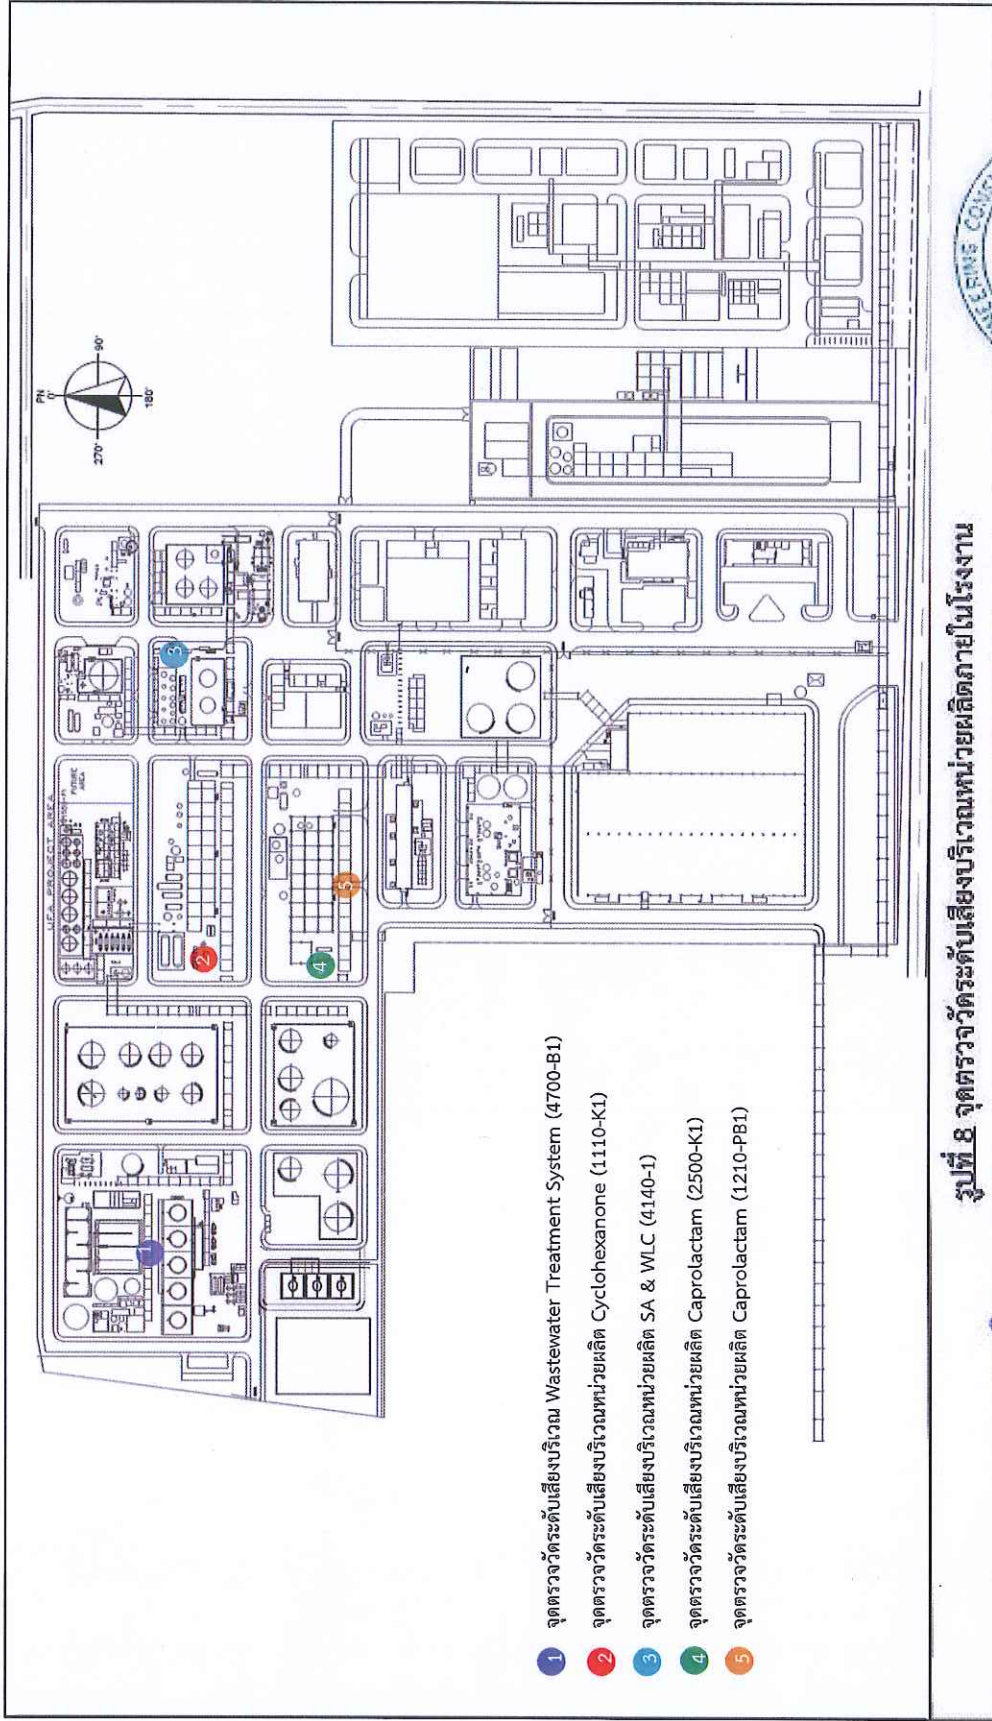 PN
0°
90°
180°
270°
MFA PROJECT AREA
FUTURE
AREA
1 จุดตรวจวัดระดับเสียงบริเวณ Wastewater Treatment System (4700-B1)
2 จุดตรวจวัดระดับเสียงบริเวณหน่วยผลิต Cyclohexanone (1110-K1)
3 จุดตรวจวัดระดับเสียงบริเวณหน่วยผลิต SA & WLC (4140-1)
4 จุดตรวจวัดระดับเสียงบริเวณหน่วยผลิต Caprolactam (2500-K1)
5 จุดตรวจวัดระดับเสียงบริเวณหน่วยผลิต Caprolactam (1210-PB1)
1
2
3
4
5
รูปที่ 8 จุดตรวจวัดระดับเสียงบริเวณหน่วยผลิตภายในโรงงาน